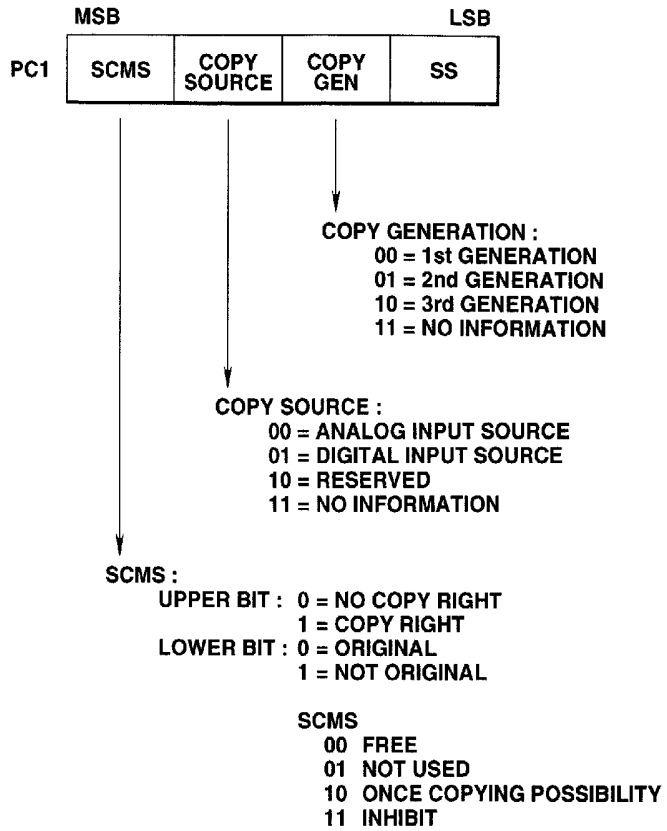 MSB LSB
PC1 SCMS COPY SOURCE COPY GEN SS
COPY GENERATION :
00 = 1st GENERATION
01 = 2nd GENERATION
10 = 3rd GENERATION
11 = NO INFORMATION
COPY SOURCE :
00 = ANALOG INPUT SOURCE
01 = DIGITAL INPUT SOURCE
10 = RESERVED
11 = NO INFORMATION
SCMS :
UPPER BIT : 0 = NO COPY RIGHT
1 = COPY RIGHT
LOWER BIT : 0 = ORIGINAL
1 = NOT ORIGINAL
SCMS
00 FREE
01 NOT USED
10 ONCE COPYING POSSIBILITY
11 INHIBIT